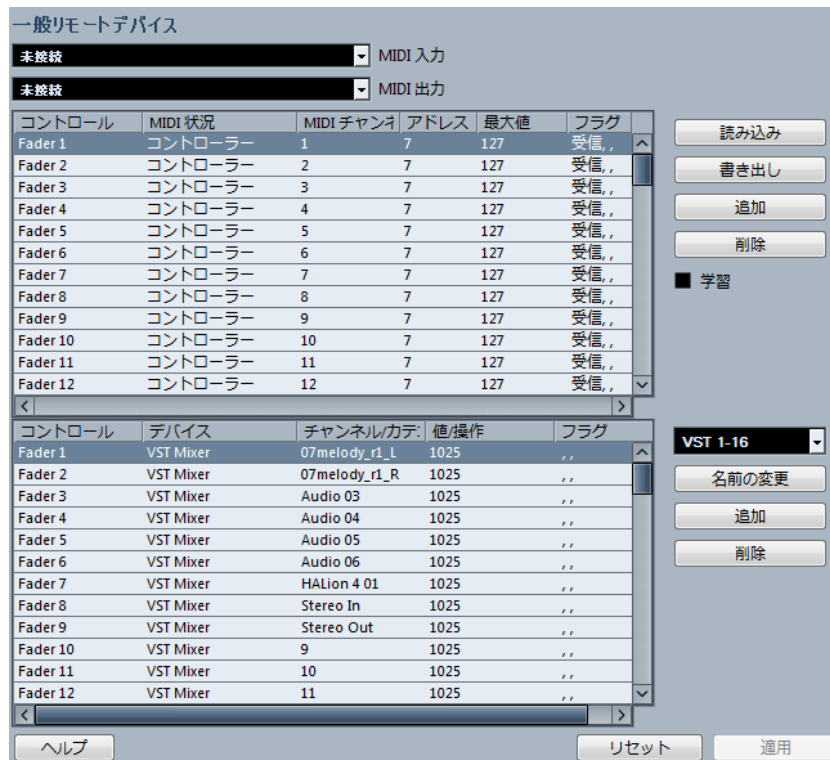 一般リモートデバイス
未接続 MIDI 入力
未接続 MIDI 出力
コントロール MIDI 状況 MIDI チャンネ アドレス 最大値 フラグ
Fader 1 コントローラー 1 7 127 受信, ,
Fader 2 コントローラー 2 7 127 受信, ,
Fader 3 コントローラー 3 7 127 受信, ,
Fader 4 コントローラー 4 7 127 受信, ,
Fader 5 コントローラー 5 7 127 受信, ,
Fader 6 コントローラー 6 7 127 受信, ,
Fader 7 コントローラー 7 7 127 受信, ,
Fader 8 コントローラー 8 7 127 受信, ,
Fader 9 コントローラー 9 7 127 受信, ,
Fader 10 コントローラー 10 7 127 受信, ,
Fader 11 コントローラー 11 7 127 受信, ,
Fader 12 コントローラー 12 7 127 受信, ,
読み込み
書き出し
追加
削除
学習
コントロール デバイス チャンネル/カテ: 値/操作 フラグ
Fader 1 VST Mixer 07melody_r1_L 1025 , ,
Fader 2 VST Mixer 07melody_r1_R 1025 , ,
Fader 3 VST Mixer Audio 03 1025 , ,
Fader 4 VST Mixer Audio 04 1025 , ,
Fader 5 VST Mixer Audio 05 1025 , ,
Fader 6 VST Mixer Audio 06 1025 , ,
Fader 7 VST Mixer HALion 4 01 1025 , ,
Fader 8 VST Mixer Stereo In 1025 , ,
Fader 9 VST Mixer Stereo Out 1025 , ,
Fader 10 VST Mixer 9 1025 , ,
Fader 11 VST Mixer 10 1025 , ,
Fader 12 VST Mixer 11 1025 , ,
VST 1-16
名前の変更
追加
削除
ヘルプ リセット 適用